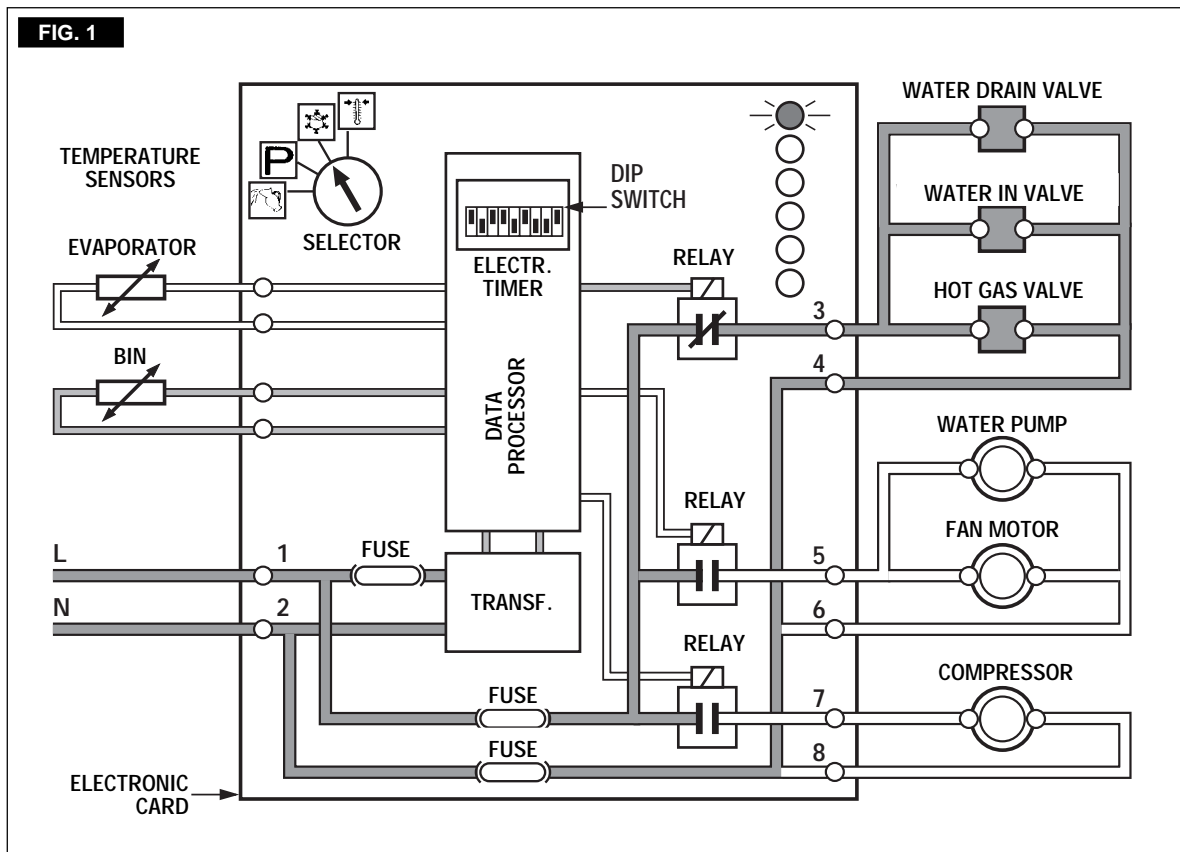 FIG. 1
WATER DRAIN VALVE
P
TEMPERATURE
SENSORS
DIP
SWITCH
WATER IN VALVE
SELECTOR
EVAPORATOR
ELECTR.
TIMER
RELAY
HOT GAS VALVE
3
BIN
4
DATA
PROCESSOR
WATER PUMP
RELAY
L
1
FUSE
5
FAN MOTOR
N
2
TRANSF.
6
RELAY
COMPRESSOR
FUSE
7
FUSE
8
ELECTRONIC
CARD